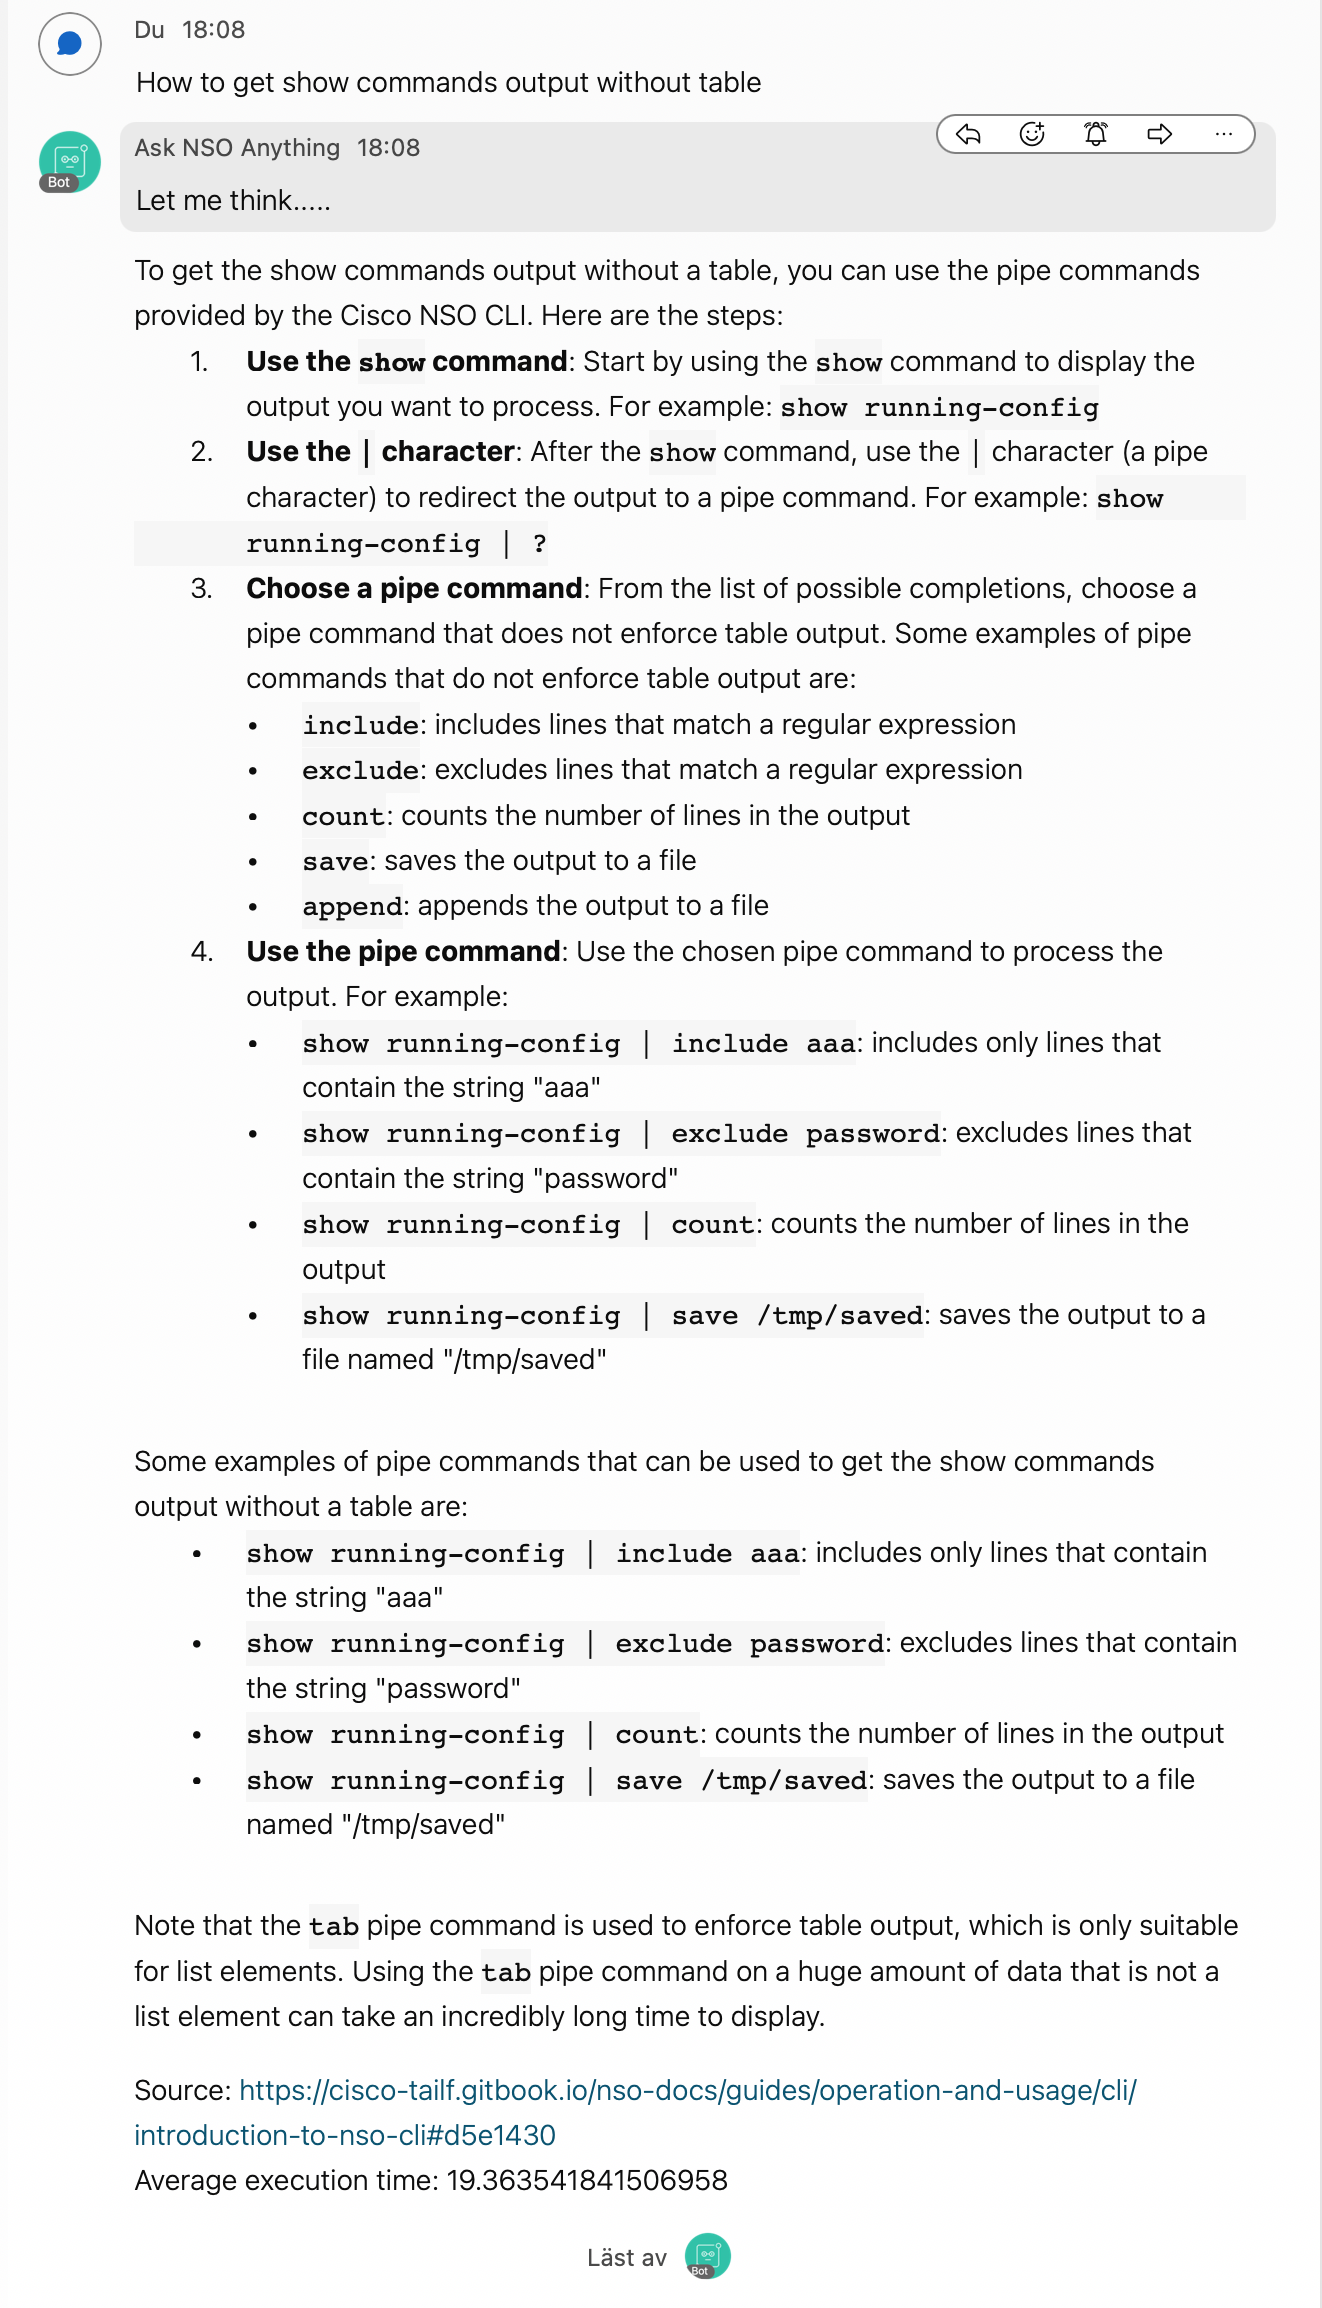 Du 18:08
How to get show commands output without table
Ask NSO Anything 18:08
Bot
Let me think.....
To get the show commands output without a table, you can use the pipe commands
provided by the Cisco NSO CLI. Here are the steps:
1. Use the show command: Start by using the show command to display the
output you want to process. For example: show running-config
2. Use the | character: After the show command, use the | character (a pipe
character) to redirect the output to a pipe command. For example: show
running-config | ?
3. Choose a pipe command: From the list of possible completions, choose a
pipe command that does not enforce table output. Some examples of pipe
commands that do not enforce table output are:
• include: includes lines that match a regular expression
• exclude: excludes lines that match a regular expression
• count: counts the number of lines in the output
• save: saves the output to a file
• append: appends the output to a file
4. Use the pipe command: Use the chosen pipe command to process the
output. For example:
• show running-config | include aaa: includes only lines that
contain the string "aaa"
• show running-config | exclude password: excludes lines that
contain the string "password"
• show running-config | count: counts the number of lines in the
output
• show running-config | save /tmp/saved: saves the output to a
file named "/tmp/saved"
Some examples of pipe commands that can be used to get the show commands
output without a table are:
• show running-config | include aaa: includes only lines that contain
the string "aaa"
• show running-config | exclude password: excludes lines that contain
the string "password"
• show running-config | count: counts the number of lines in the output
• show running-config | save /tmp/saved: saves the output to a file
named "/tmp/saved"
Note that the tab pipe command is used to enforce table output, which is only suitable
for list elements. Using the tab pipe command on a huge amount of data that is not a
list element can take an incredibly long time to display.
Source: https://cisco-tailf.gitbook.io/nso-docs/guides/operation-and-usage/cli/
introduction-to-nso-cli#d5e1430
Average execution time: 19.363541841506958
Läst av
Bot